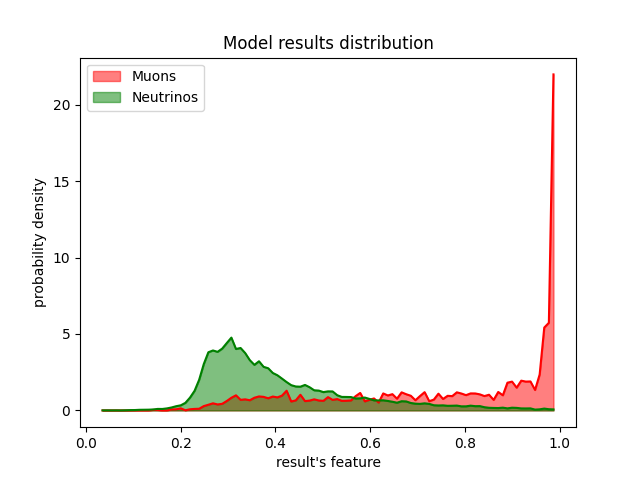 Model results distribution
Muons
Neutrinos
probability density
20
15
10
5
0
0.0 0.2 0.4 0.6 0.8 1.0
result's feature